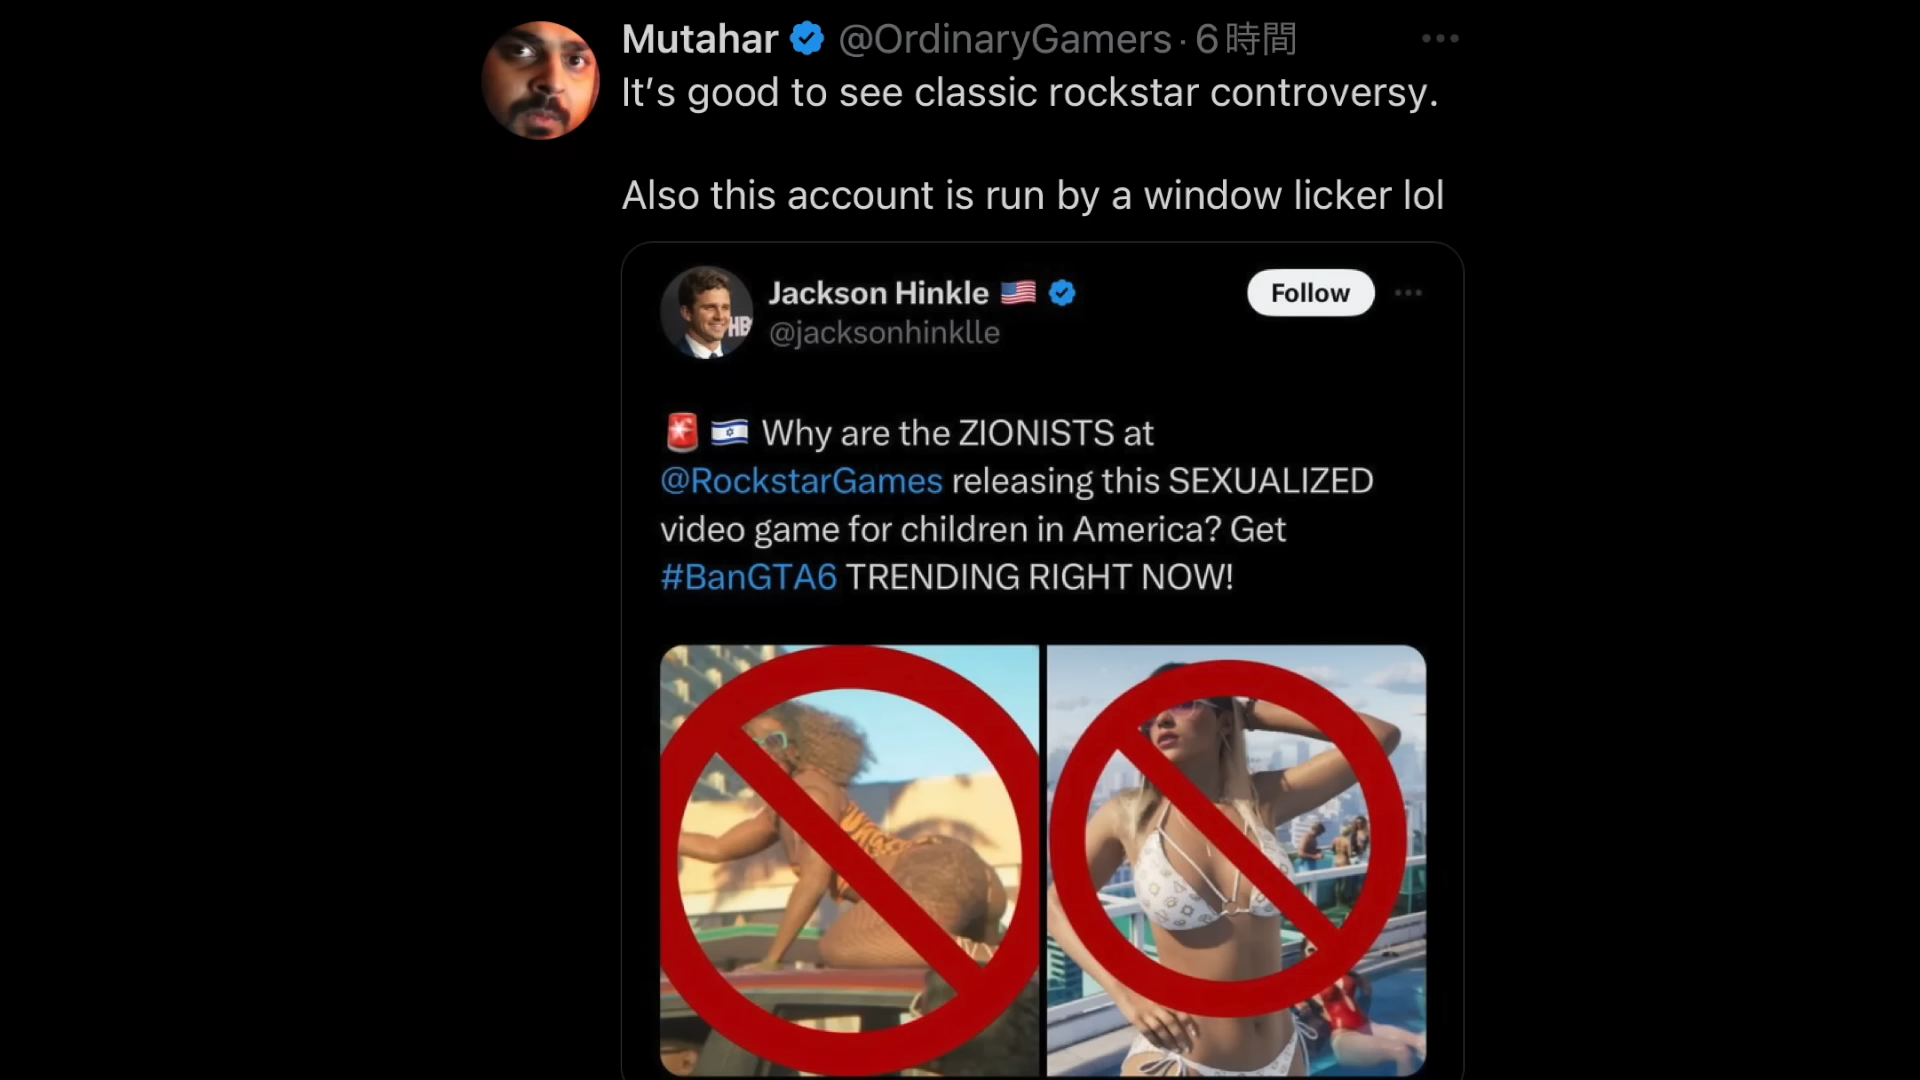 Mutahar @OrdinaryGamers · 6時間
It's good to see classic rockstar controversy.
Also this account is run by a window licker lol
Jackson Hinkle
Follow
@jacksonhinklle
HB
Why are the ZIONISTS at
@RockstarGames releasing this SEXUALIZED
video game for children in America? Get
#BanGTA6 TRENDING RIGHT NOW!